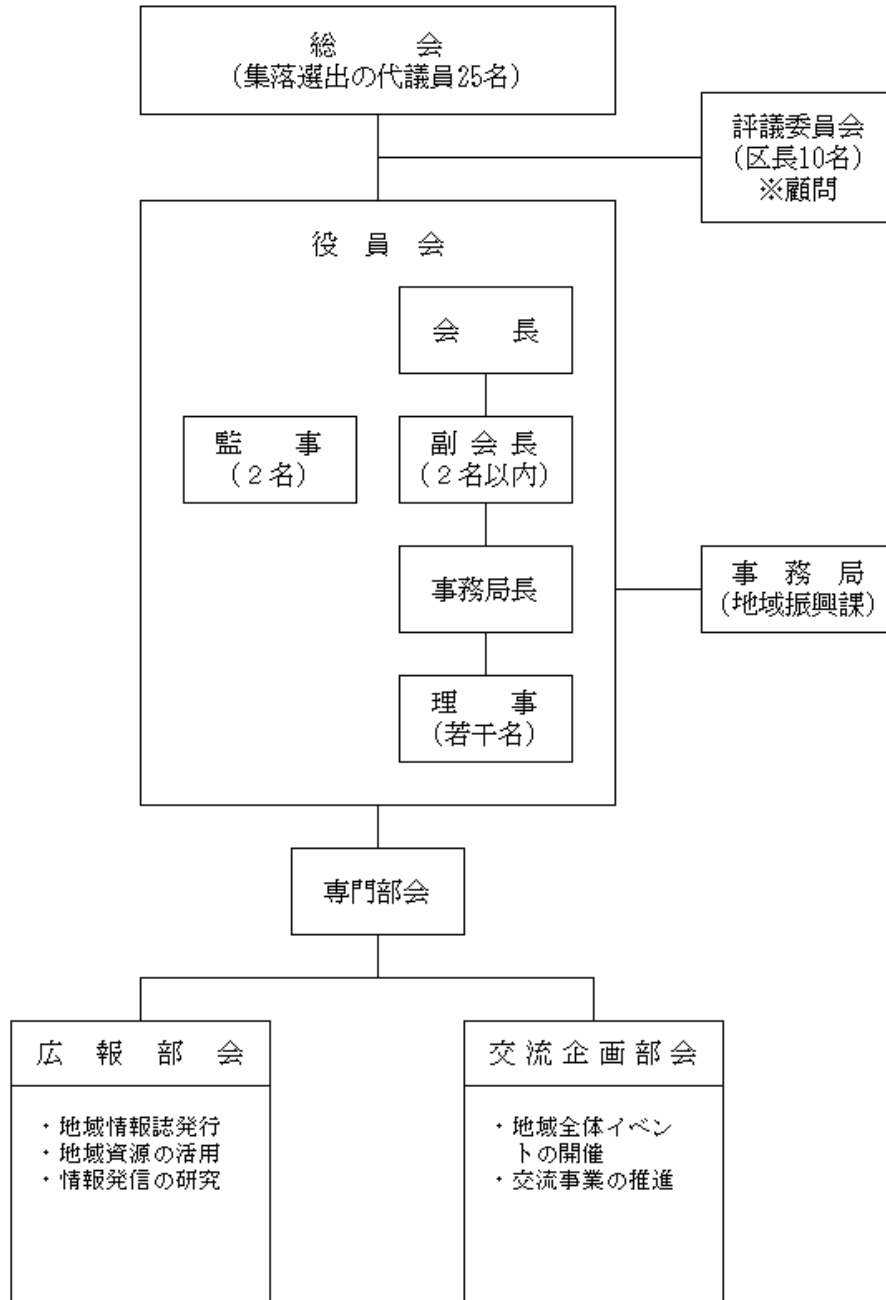 総会
(集落選出の代議員25名)
評議委員会
(区長10名)
※顧問
役員会
会長
監事
(2名)
副会長
(2名以内)
事務局長
事務局
(地域振興課)
理事
(若干名)
専門部会
広報部会
・地域情報誌発行
・地域資源の活用
・情報発信の研究
交流企画部会
・地域全体イベン
トの開催
・交流事業の推進